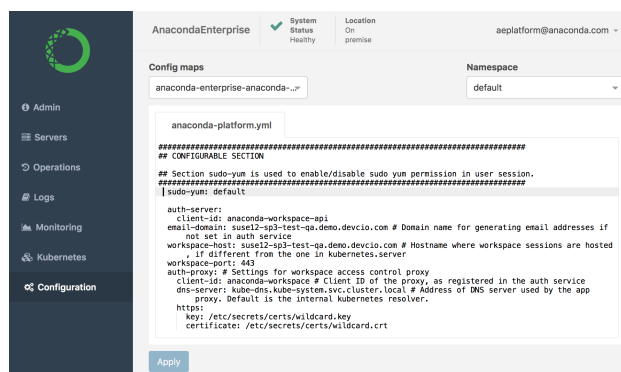 AnacondaEnterprise
System Status
Healthy
Location
On premise
aeplatform@anaconda.com
Admin
Servers
Operations
Logs
Monitoring
Kubernetes
Configuration
Config maps
anaconda-enterprise-anaconda-...
Namespace
default
anaconda-platform.yml
################################################################################
## CONFIGURABLE SECTION
## Section sudo-yum is used to enable/disable sudo yum permission in user session.
################################################################################
sudo-yum: default
auth-server:
client-id: anaconda-workspace-api
email-domain: suse12-sp3-test-qa.demo.devcio.com # Domain name for generating email addresses if
not set in auth service
workspace-host: suse12-sp3-test-qa.demo.devcio.com # Hostname where workspace sessions are hosted
, if different from the one in kubernetes.server
workspace-port: 443
auth-proxy: # Settings for workspace access control proxy
client-id: anaconda-workspace # Client ID of the proxy, as registered in the auth service
dns-server: kube-dns.kube-system.svc.cluster.local # Address of DNS server used by the app
proxy. Default is the internal kubernetes resolver.
https:
key: /etc/secrets/certs/wildcard.key
certificate: /etc/secrets/certs/wildcard.crt
Apply